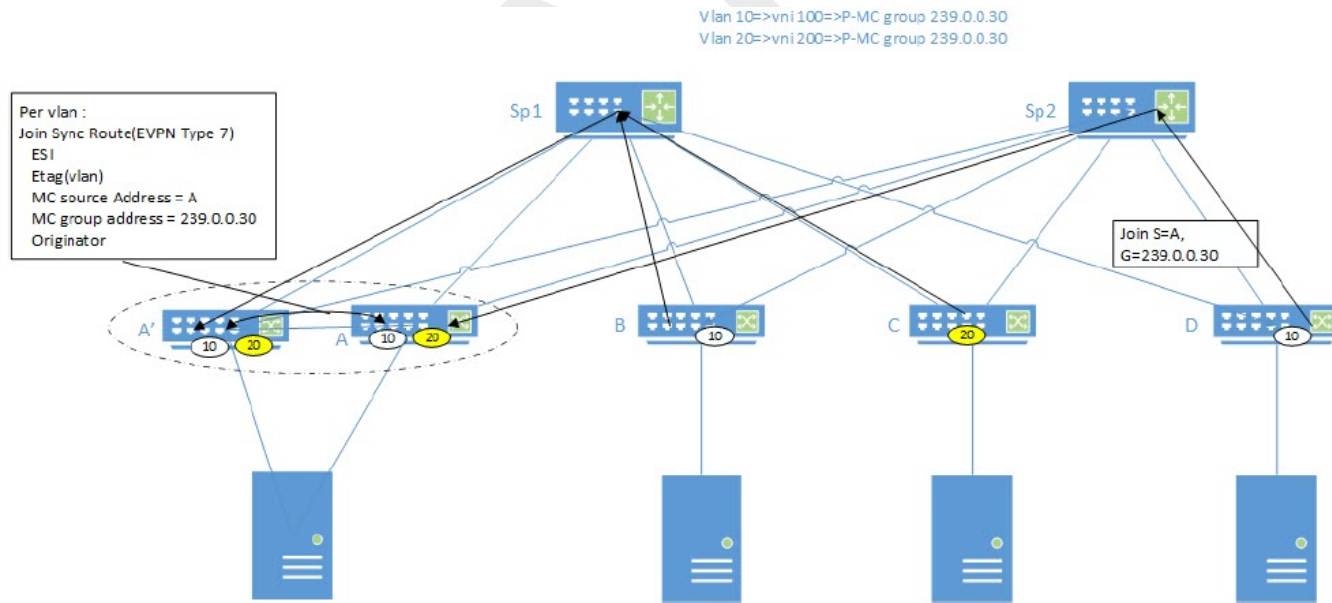 Vlan 10=>vni 100=>P-MC group 239.0.0.30
Vlan 20=>vni 200=>P-MC group 239.0.0.30
Per vlan :
Join Sync Route(EVPN Type 7)
ESI
Etag(vlan)
MC source Address = A
MC group address = 239.0.0.30
Originator
Sp1
Sp2
Join S=A,
G=239.0.0.30
A'
10
20
A
10
20
B
10
C
20
D
10